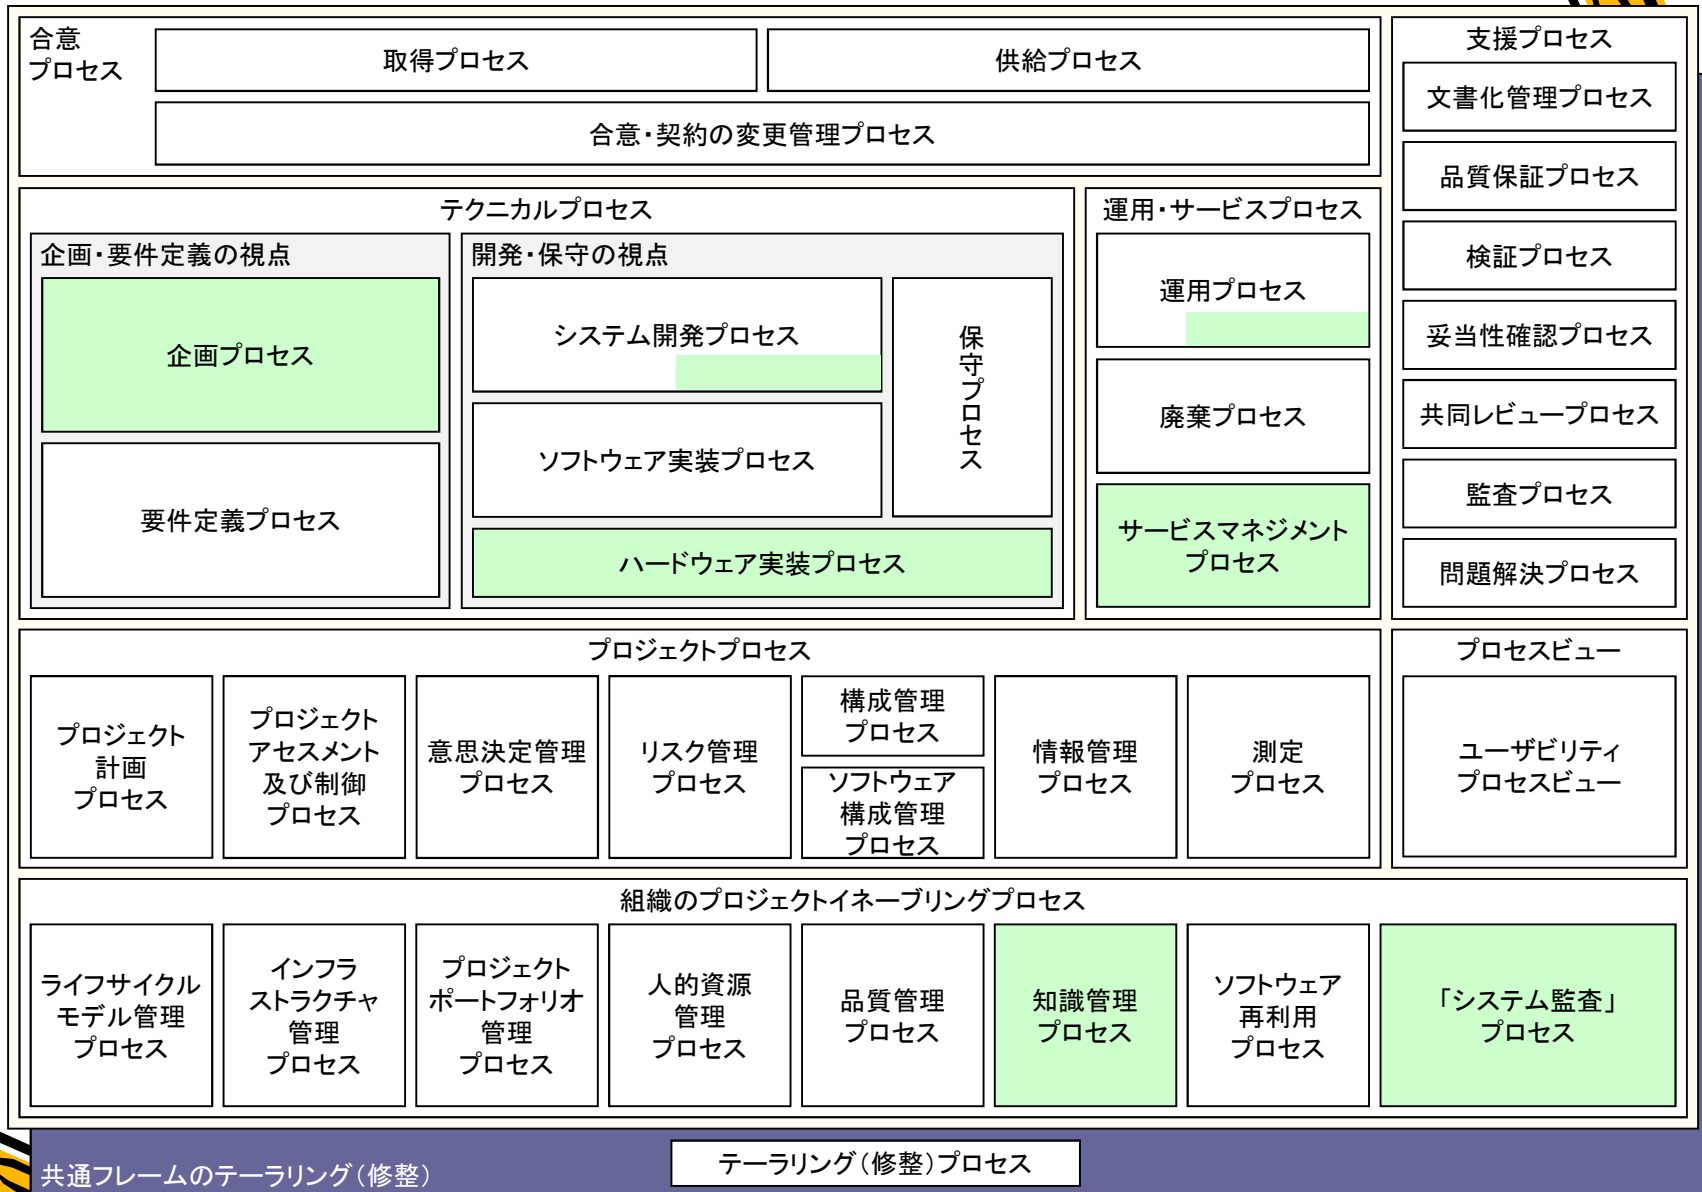 合意
プロセス
取得プロセス
供給プロセス
合意・契約の変更管理プロセス
テクニカルプロセス
企画・要件定義の視点
企画プロセス
要件定義プロセス
開発・保守の視点
システム開発プロセス
ソフトウェア実装プロセス
保守プロセス
ハードウェア実装プロセス
運用・サービスプロセス
運用プロセス
廃棄プロセス
サービスマネジメント
プロセス
支援プロセス
文書化管理プロセス
品質保証プロセス
検証プロセス
妥当性確認プロセス
共同レビュープロセス
監査プロセス
問題解決プロセス
プロジェクトプロセス
プロジェクト
計画
プロセス
プロジェクト
アセスメント
及び制御
プロセス
意思決定管理
プロセス
リスク管理
プロセス
構成管理
プロセス
ソフトウェア
構成管理
プロセス
情報管理
プロセス
測定
プロセス
プロセスビュー
ユーザビリティ
プロセスビュー
組織のプロジェクトイネーブリングプロセス
ライフサイクル
モデル管理
プロセス
インフラ
ストラクチャ
管理
プロセス
プロジェクト
ポートフォリオ
管理
プロセス
人的資源
管理
プロセス
品質管理
プロセス
知識管理
プロセス
ソフトウェア
再利用
プロセス
「システム監査」
プロセス
共通フレームのテーラリング（修整）
テーラリング（修整）プロセス